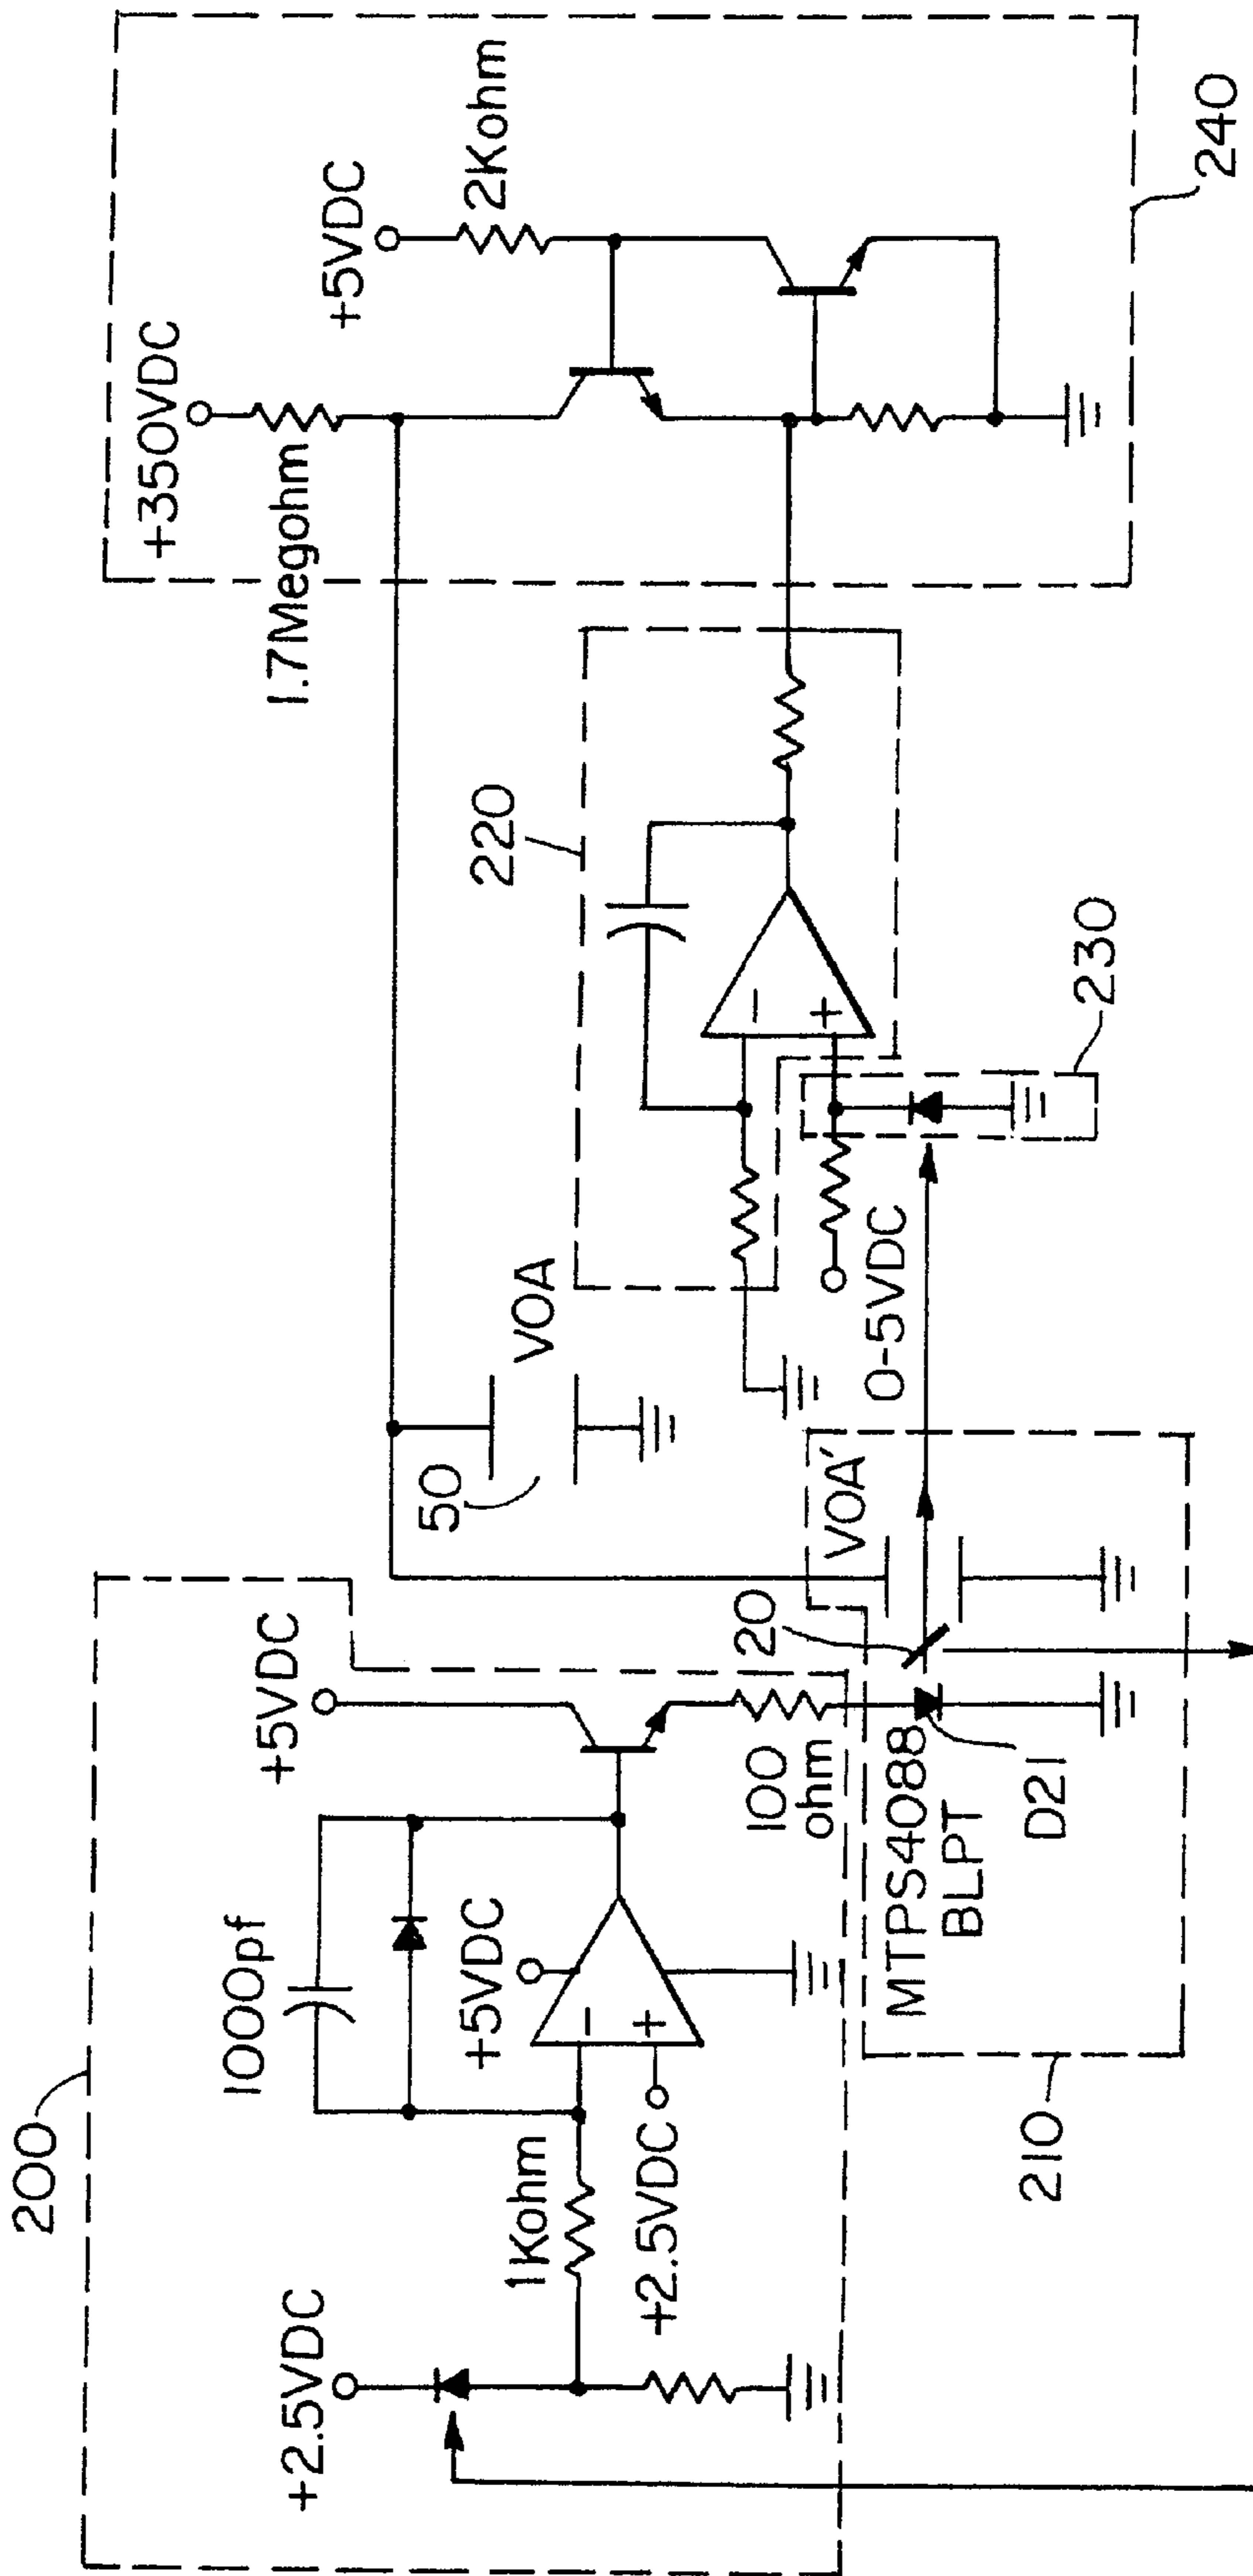 200
+2.5VDC
1Kohm
+2.5VDC
1000pf
+5VDC
−
+
+5VDC
100
ohm
MTPS4088
BLPT
D21
20
210
VOA'
50
VOA
0-5VDC
220
−
+
230
+350VDC
1.7Megohm
+5VDC
2Kohm
240